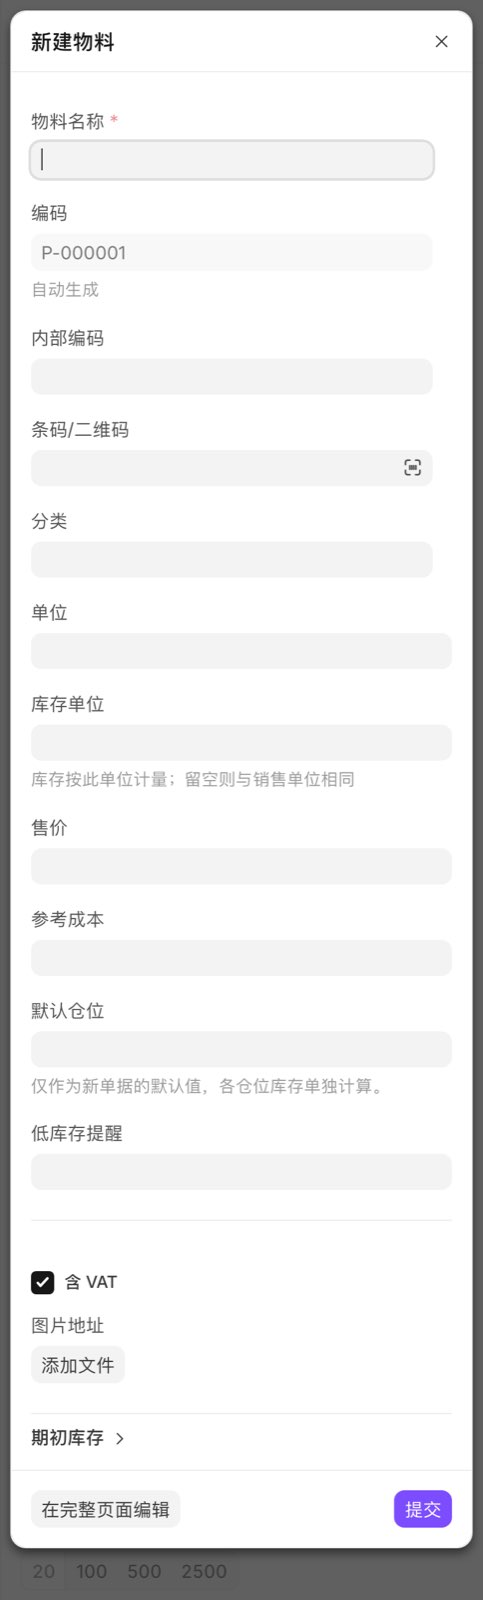 新建物料
物料名称 *
编码
P-000001
自动生成
内部编码
条码/二维码
分类
单位
库存单位
库存按此单位计量；留空则与销售单位相同
售价
参考成本
默认仓位
仅作为新单据的默认值，各仓位库存单独计算。
低库存提醒
含 VAT
图片地址
添加文件
期初库存
在完整页面编辑 提交
20 100 500 2500